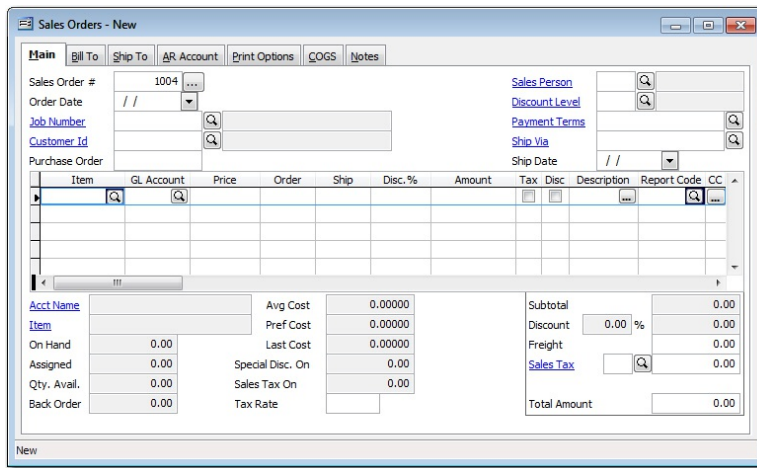 Sales Orders - New
Main Bill To Ship To AR Account Print Options COGS Notes
Sales Order # 1004 ... Sales Person
Order Date / / Discount Level
Job Number Payment Terms
Customer Id Ship Via
Purchase Order Ship Date / /
Item GL Account Price Order Ship Disc.% Amount Tax Disc Description Report Code CC
... ...
Acct Name Avg Cost 0.00000 Subtotal 0.00
Item Pref Cost 0.00000 Discount 0.00 % 0.00
On Hand 0.00 Last Cost 0.00000 Freight 0.00
Assigned 0.00 Special Disc. On 0.00 Sales Tax 0.00
Qty. Avail. 0.00 Sales Tax On 0.00
Back Order 0.00 Tax Rate Total Amount 0.00
New